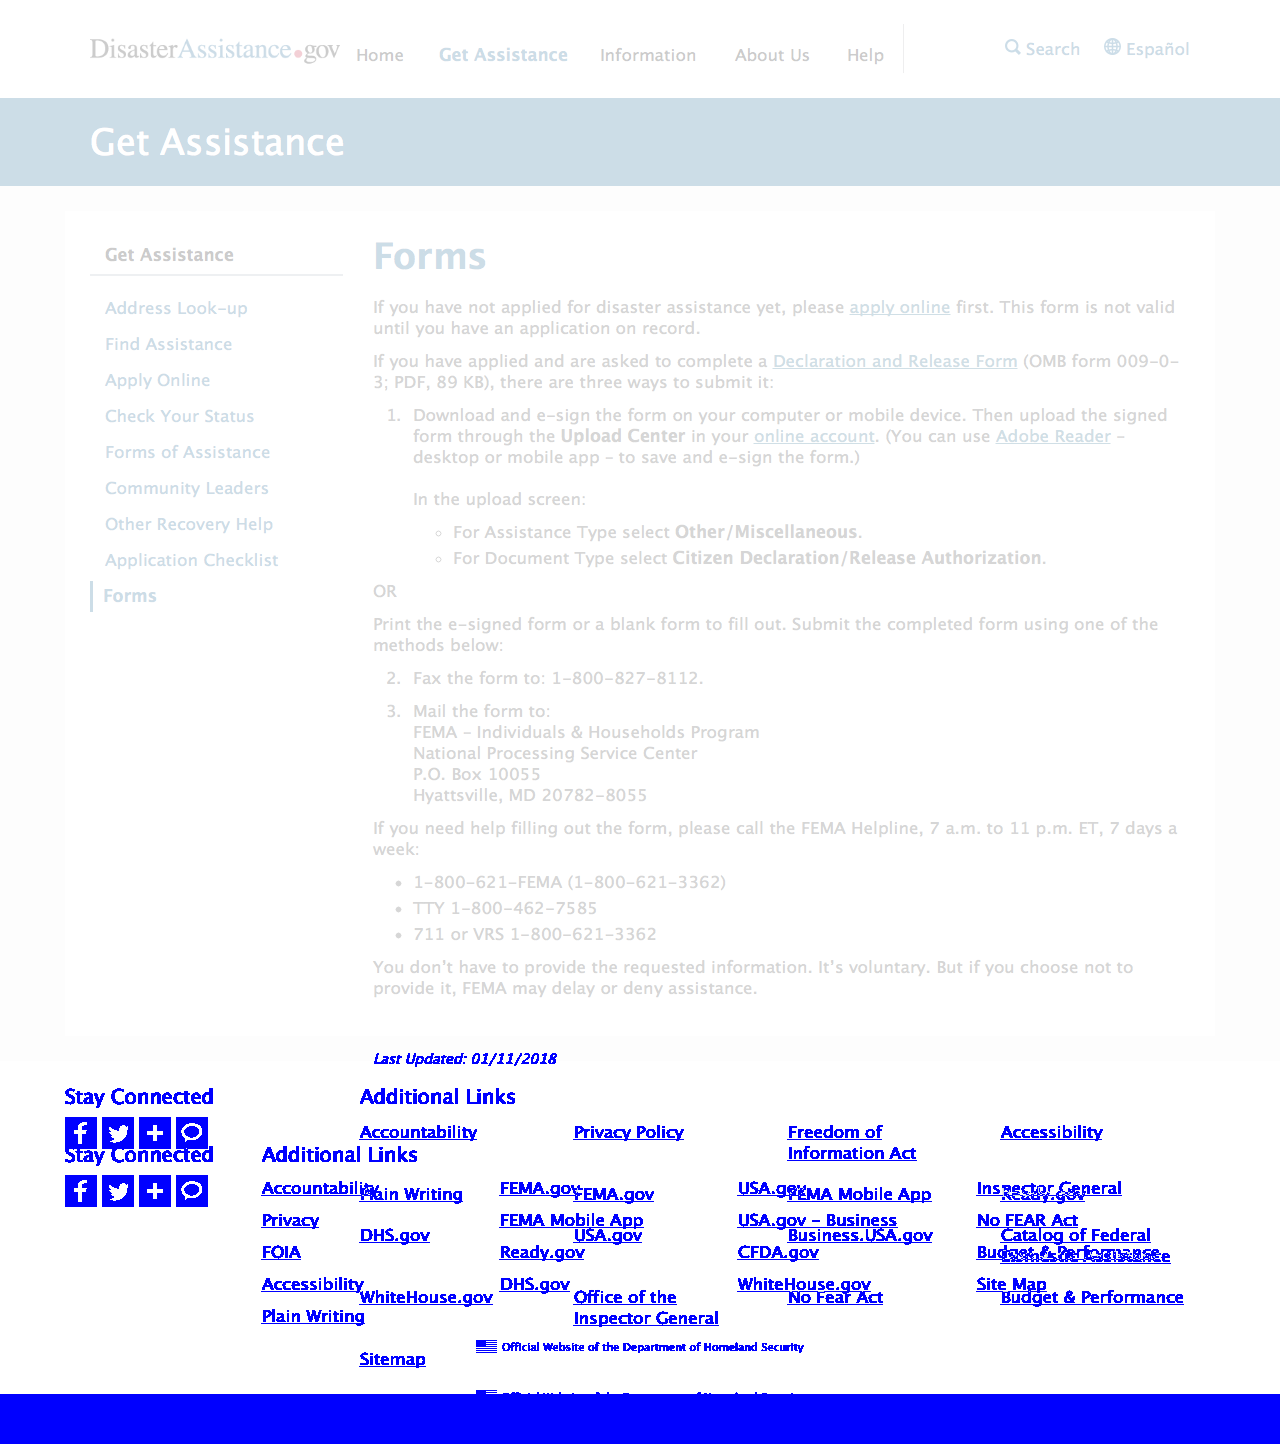 DisasterAssistance.gov Home Get Assistance Information About Us Help Search Español
Get Assistance
Get Assistance
Address Look-up
Find Assistance
Apply Online
Check Your Status
Forms of Assistance
Community Leaders
Other Recovery Help
Application Checklist
Forms
Forms
If you have not applied for disaster assistance yet, please apply online first. This form is not valid
until you have an application on record.
If you have applied and are asked to complete a Declaration and Release Form (OMB form 009-0-
3; PDF, 89 KB), there are three ways to submit it:
1. Download and e-sign the form on your computer or mobile device. Then upload the signed
form through the Upload Center in your online account. (You can use Adobe Reader –
desktop or mobile app – to save and e-sign the form.)
In the upload screen:
For Assistance Type select Other/Miscellaneous.
For Document Type select Citizen Declaration/Release Authorization.
OR
Print the e-signed form or a blank form to fill out. Submit the completed form using one of the
methods below:
2. Fax the form to: 1-800-827-8112.
3. Mail the form to:
FEMA – Individuals & Households Program
National Processing Service Center
P.O. Box 10055
Hyattsville, MD 20782-8055
If you need help filling out the form, please call the FEMA Helpline, 7 a.m. to 11 p.m. ET, 7 days a
week:
• 1-800-621-FEMA (1-800-621-3362)
• TTY 1-800-462-7585
• 711 or VRS 1-800-621-3362
You don't have to provide the requested information. It's voluntary. But if you choose not to
provide it, FEMA may delay or deny assistance.
Last Updated: 01/11/2018
Stay Connected Additional Links
Accountability Privacy Policy Freedom of Accessibility
Information Act
Stay Connected Additional Links
Accountability FEMA.gov USA.gov Inspector General
Plain Writing FEMA.gov FEMA Mobile App Ready.gov
Privacy FEMA Mobile App USA.gov - Business No FEAR Act
DHS.gov USA.gov Business.USA.gov Catalog of Federal
Domestic Assistance
FOIA Ready.gov CFDA.gov Budget & Performance
Accessibility DHS.gov WhiteHouse.gov Site Map
WhiteHouse.gov Office of the No Fear Act Budget & Performance
Inspector General
Plain Writing
Official Website of the Department of Homeland Security
Sitemap